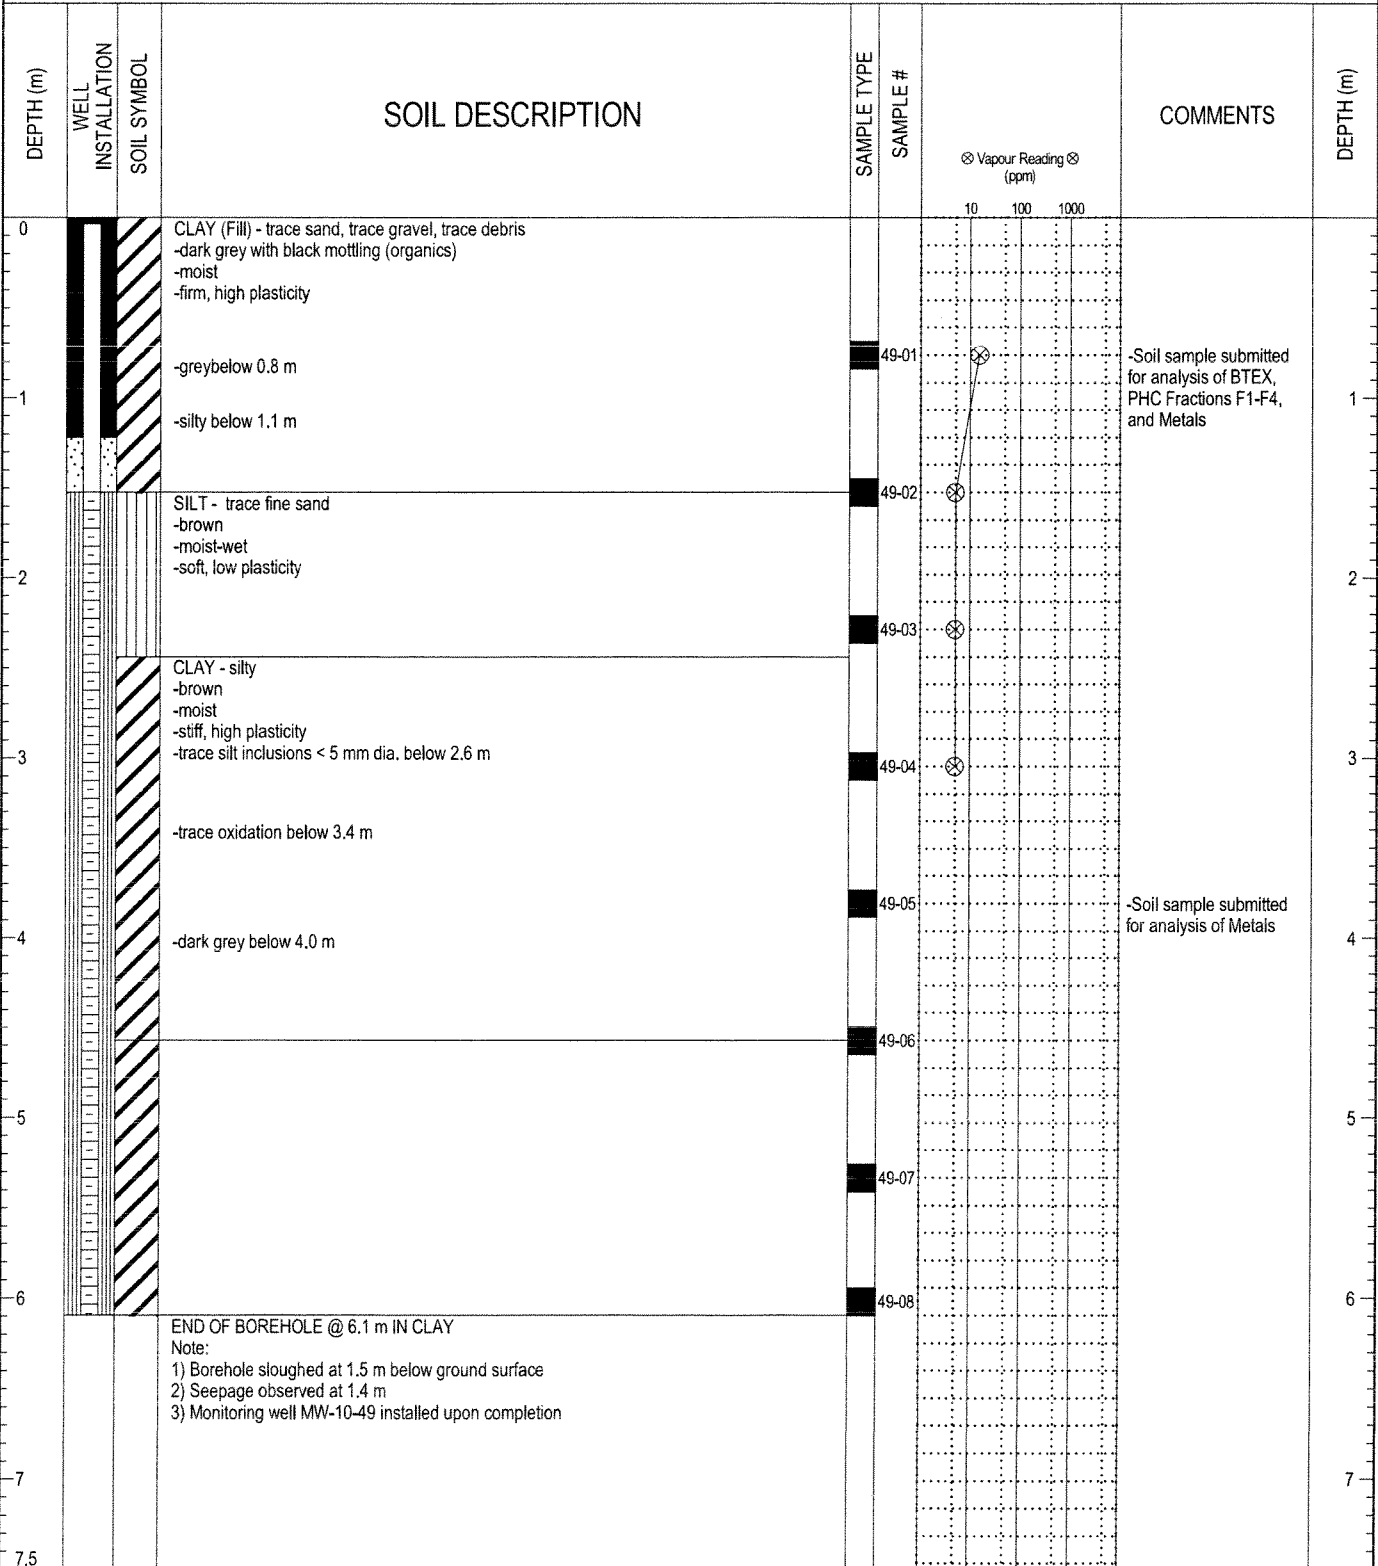 DEPTH (m)
WELL
INSTALLATION
SOIL SYMBOL
SOIL DESCRIPTION
SAMPLE TYPE
SAMPLE #
⊗ Vapour Reading ⊗
(ppm)
10 100 1000
COMMENTS
DEPTH (m)
0
CLAY (Fill) - trace sand, trace gravel, trace debris
-dark grey with black mottling (organics)
-moist
-firm, high plasticity
49-01
-Soil sample submitted
for analysis of BTEX,
PHC Fractions F1-F4,
and Metals
-greybelow 0.8 m
1
1
-silty below 1.1 m
49-02
SILT - trace fine sand
-brown
-moist-wet
-soft, low plasticity
2
2
49-03
CLAY - silty
-brown
-moist
-stiff, high plasticity
-trace silt inclusions < 5 mm dia. below 2.6 m
3
49-04
3
-trace oxidation below 3.4 m
49-05
-Soil sample submitted
for analysis of Metals
4
-dark grey below 4.0 m
4
49-06
5
5
49-07
6
49-08
6
END OF BOREHOLE @ 6.1 m IN CLAY
Note:
1) Borehole sloughed at 1.5 m below ground surface
2) Seepage observed at 1.4 m
3) Monitoring well MW-10-49 installed upon completion
7
7
7.5